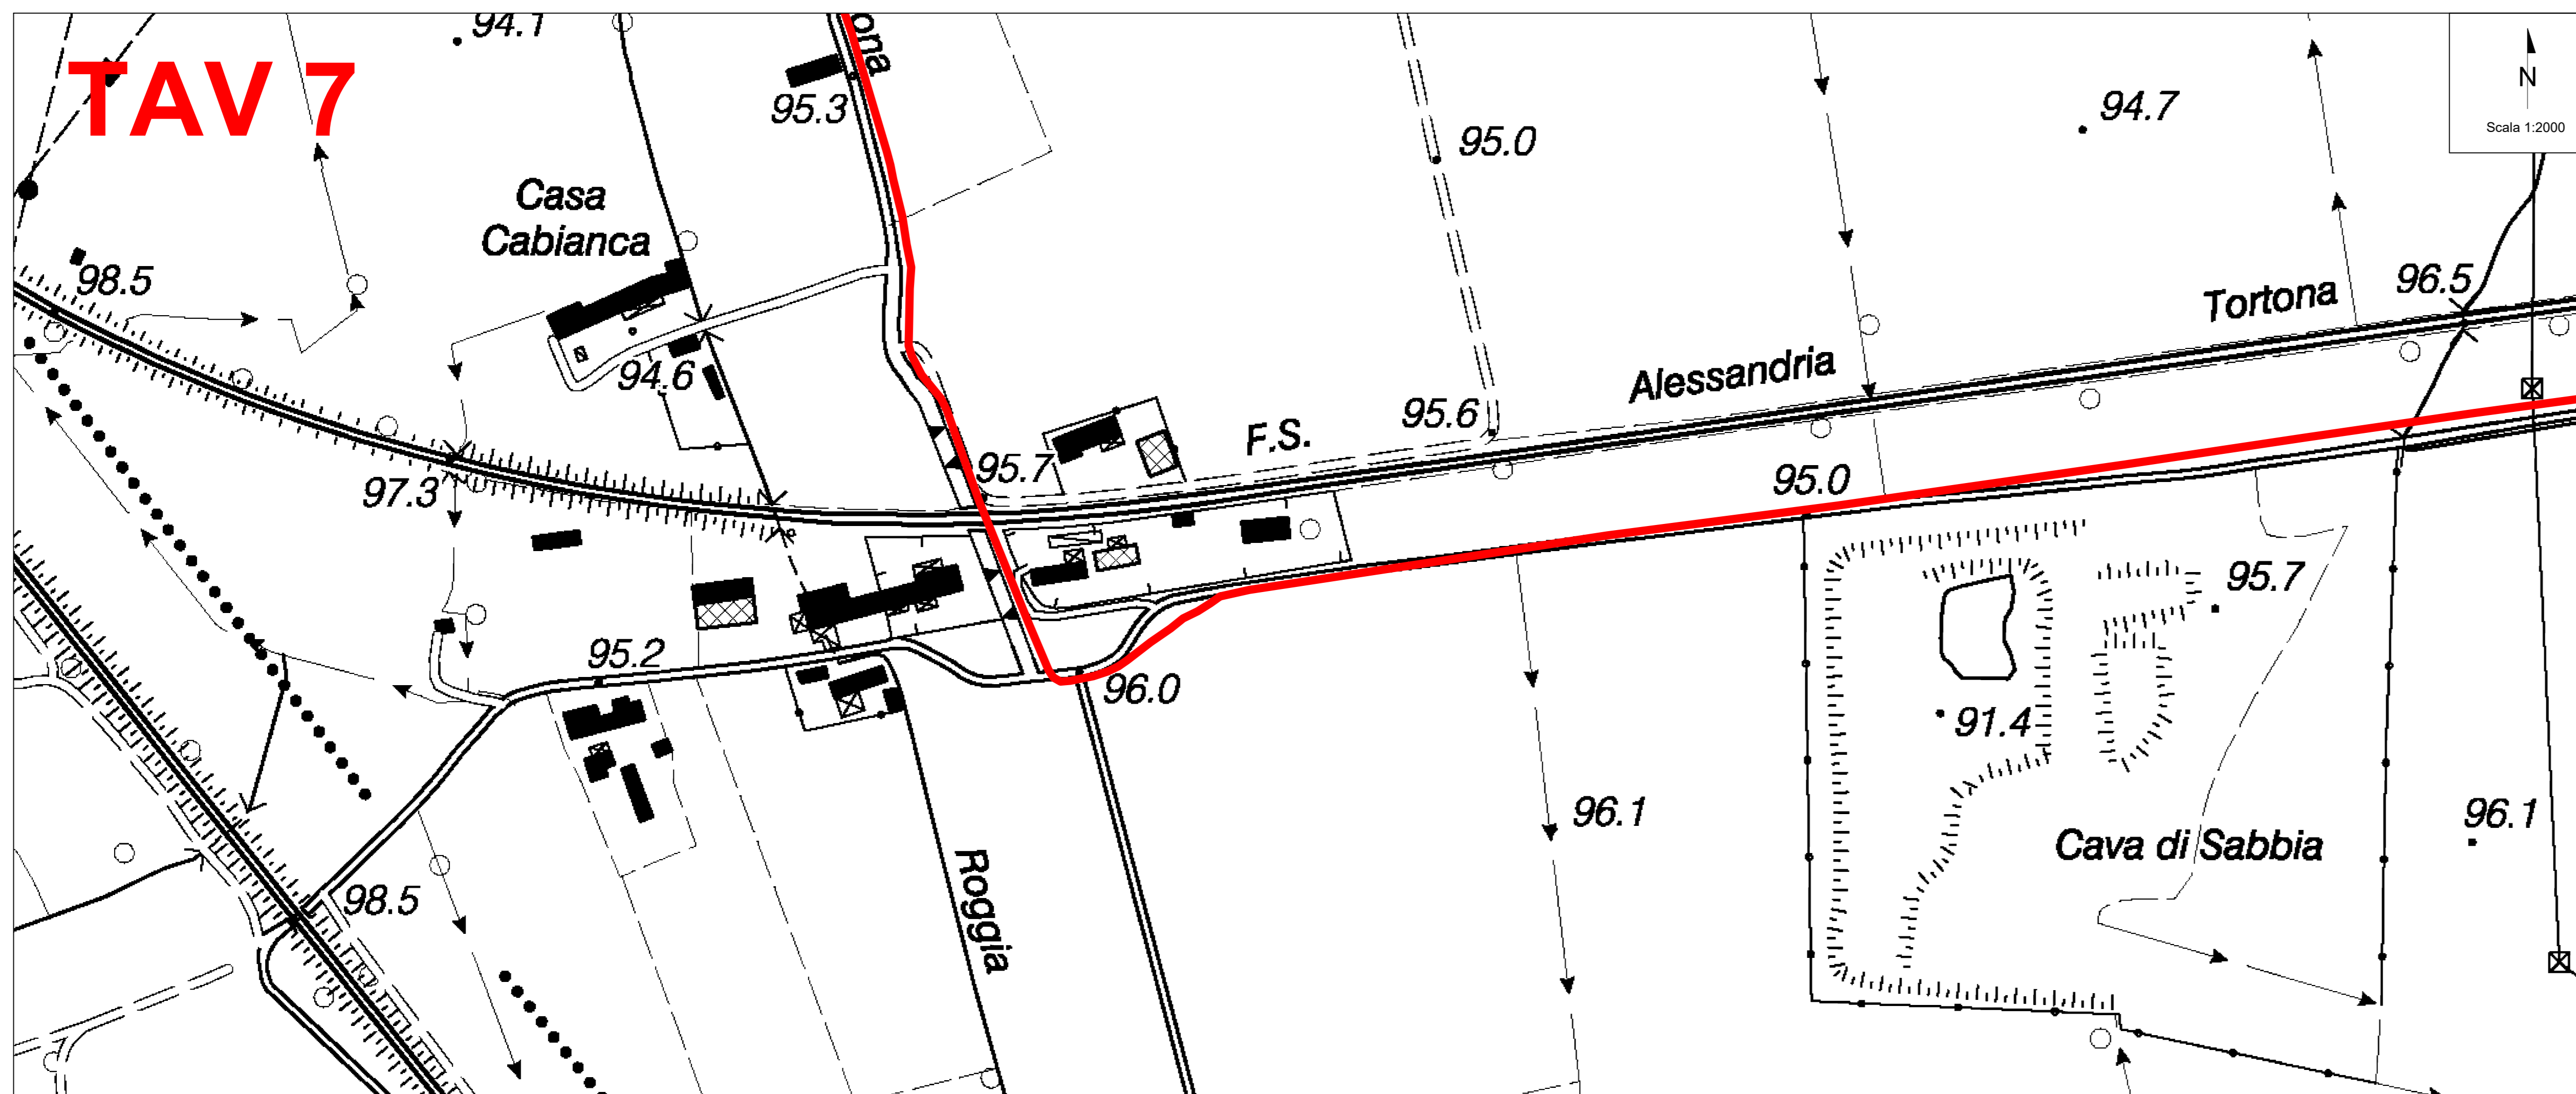 94.1
ona
TAV 7
N
Scala 1:2000
95.3
94.7
95.0
Casa
Cabianca
98.5
96.5
Tortona
94.6
Alessandria
95.6
F.S.
95.7
97.3
95.0
95.7
95.2
96.0
91.4
96.1
96.1
Cava di Sabbia
98.5
Roggia